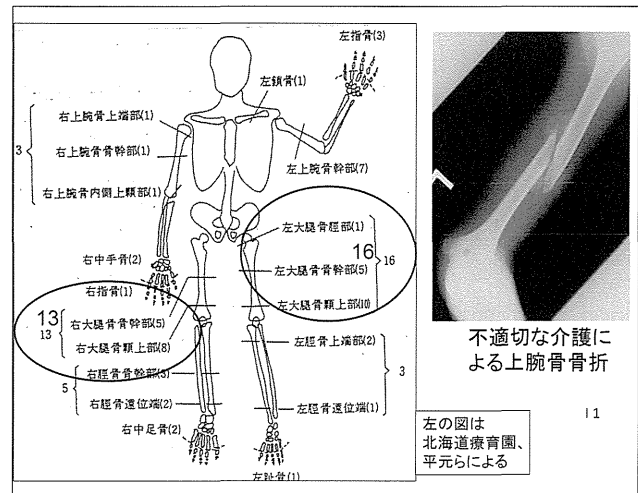 左指骨(3)
左鎖骨(1)
右上腕骨上端部(1)
3
右上腕骨骨幹部(1)
左上腕骨幹部(7)
右上腕骨内側上顆部(1)
左大腿骨脛部(1)
16
16
右中手骨(2)
左大腿骨骨幹部(5)
右指骨(1)
左大腿骨顆上部(10)
13
13
右大腿骨骨幹部(5)
右大腿骨顆上部(8)
左脛骨上端部(2)
3
5
右脛骨骨幹部(3)
右脛骨遠位端(2)
左脛骨遠位端(1)
右中足骨(2)
左趾骨(1)
不適切な介護に
よる上腕骨骨折
左の図は
北海道療育園、
平元らによる
11